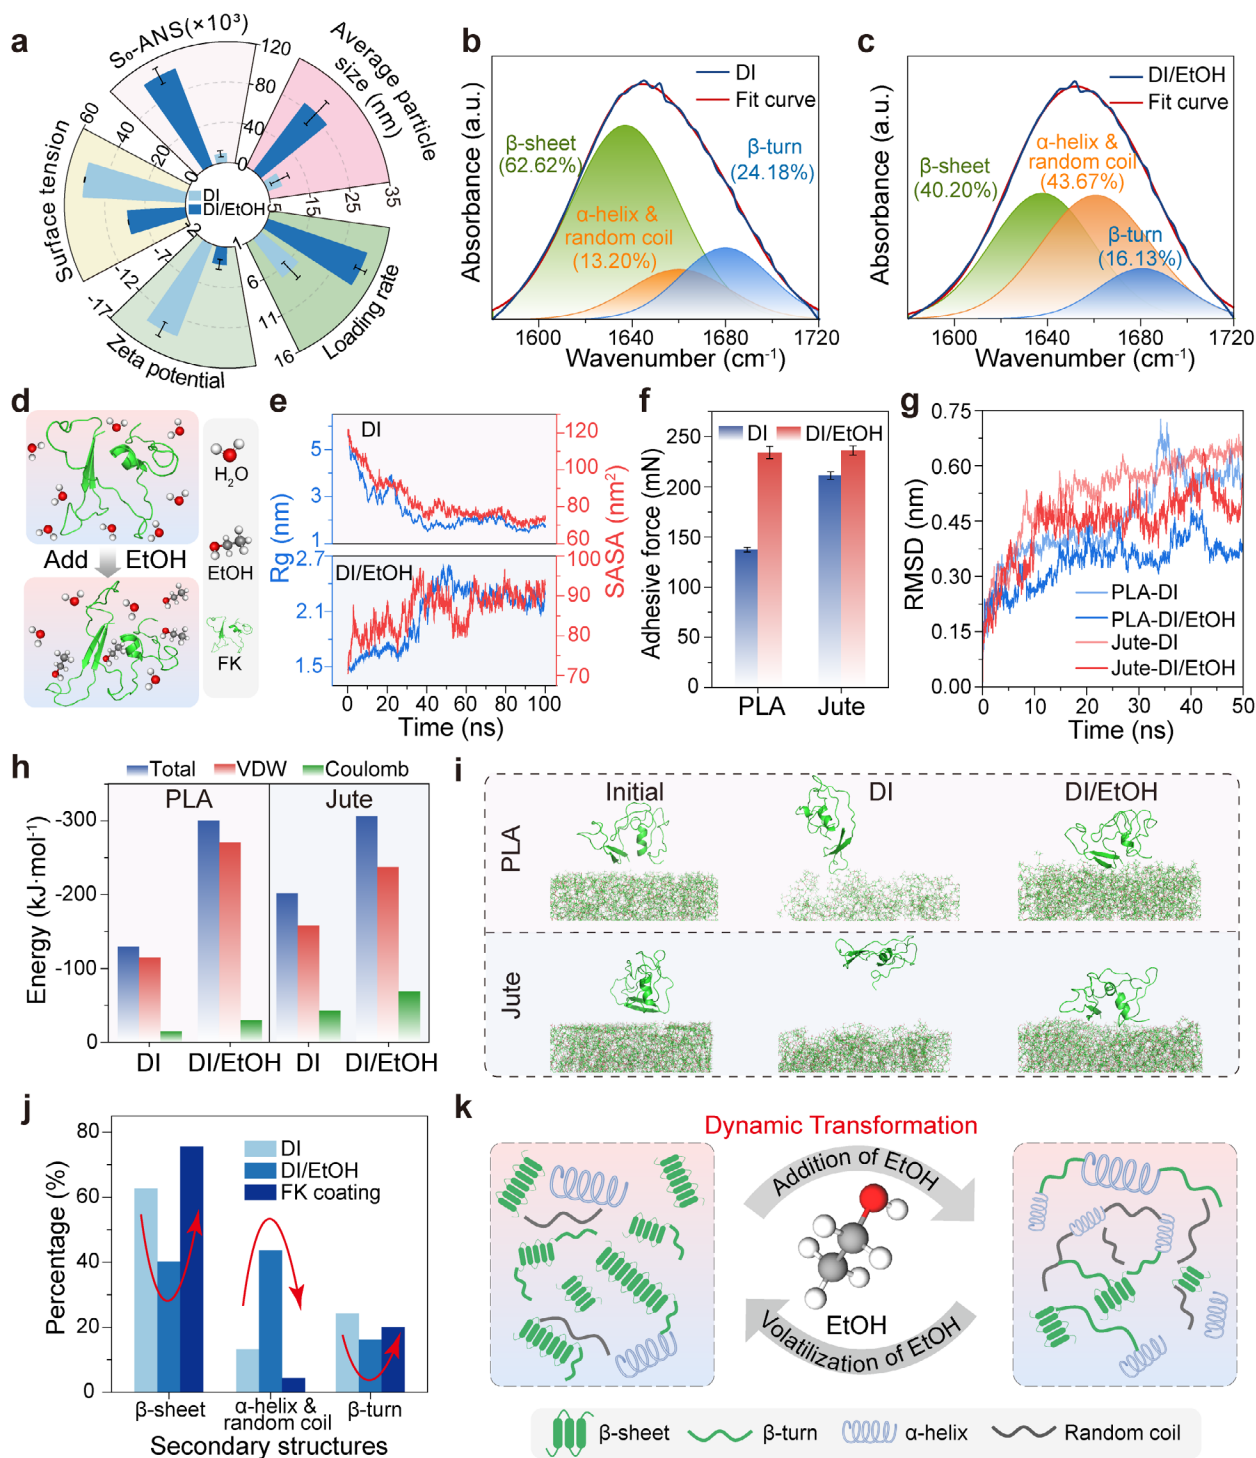 a
S₀-ANS(×10³)
120
80
40
0
Average particle
size (nm)
35
25
15
5
Surface tension
60
40
20
0
DI
DI/EtOH
-2
-7
-12
-17
Zeta potential
1
6
11
16
Loading rate
b
Absorbance (a.u.)
DI
Fit curve
β-sheet
(62.62%)
β-turn
(24.18%)
α-helix &
random coil
(13.20%)
1600
1640
1680
1720
Wavenumber (cm⁻¹)
c
Absorbance (a.u.)
DI/EtOH
Fit curve
β-sheet
(40.20%)
α-helix &
random coil
(43.67%)
β-turn
(16.13%)
1600
1640
1680
1720
Wavenumber (cm⁻¹)
d
Add EtOH
H₂O
EtOH
FK
e
DI
5
3
1
120
100
80
60
Rg (nm)
SASA (nm²)
DI/EtOH
2.7
2.1
1.5
100
90
80
70
0 20 40 60 80 100
Time (ns)
f
Adhesive force (mN)
DI
DI/EtOH
250
200
150
100
50
0
PLA
Jute
g
RMSD (nm)
0.75
0.60
0.45
0.30
0.15
0.00
PLA-DI
PLA-DI/EtOH
Jute-DI
Jute-DI/EtOH
0 10 20 30 40 50
Time (ns)
h
Total
VDW
Coulomb
Energy (kJ·mol⁻¹)
PLA
Jute
-300
-200
-100
0
DI
DI/EtOH
DI
DI/EtOH
i
Initial
DI
DI/EtOH
PLA
Jute
j
Percentage (%)
80
60
40
20
0
DI
DI/EtOH
FK coating
β-sheet
α-helix &
random coil
β-turn
Secondary structures
k
Dynamic Transformation
Addition of EtOH
EtOH
Volatilization of EtOH
β-sheet
β-turn
α-helix
Random coil